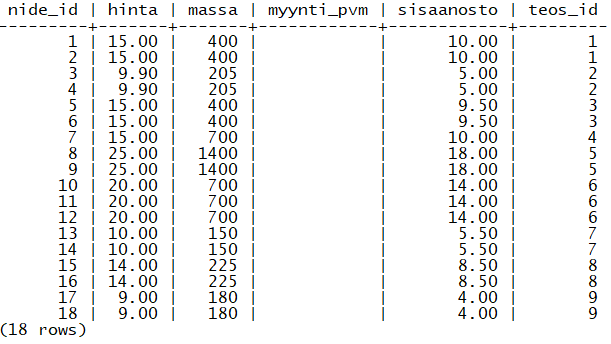 nide_id | hinta | massa | myynti_pvm | sisaanosto | teos_id
---------+-------+-------+------------+------------+---------
       1 | 15.00 |   400 |            |      10.00 |       1
       2 | 15.00 |   400 |            |      10.00 |       1
       3 |  9.90 |   205 |            |       5.00 |       2
       4 |  9.90 |   205 |            |       5.00 |       2
       5 | 15.00 |   400 |            |       9.50 |       3
       6 | 15.00 |   400 |            |       9.50 |       3
       7 | 15.00 |   700 |            |      10.00 |       4
       8 | 25.00 |  1400 |            |      18.00 |       5
       9 | 25.00 |  1400 |            |      18.00 |       5
      10 | 20.00 |   700 |            |      14.00 |       6
      11 | 20.00 |   700 |            |      14.00 |       6
      12 | 20.00 |   700 |            |      14.00 |       6
      13 | 10.00 |   150 |            |       5.50 |       7
      14 | 10.00 |   150 |            |       5.50 |       7
      15 | 14.00 |   225 |            |       8.50 |       8
      16 | 14.00 |   225 |            |       8.50 |       8
      17 |  9.00 |   180 |            |       4.00 |       9
      18 |  9.00 |   180 |            |       4.00 |       9
(18 rows)